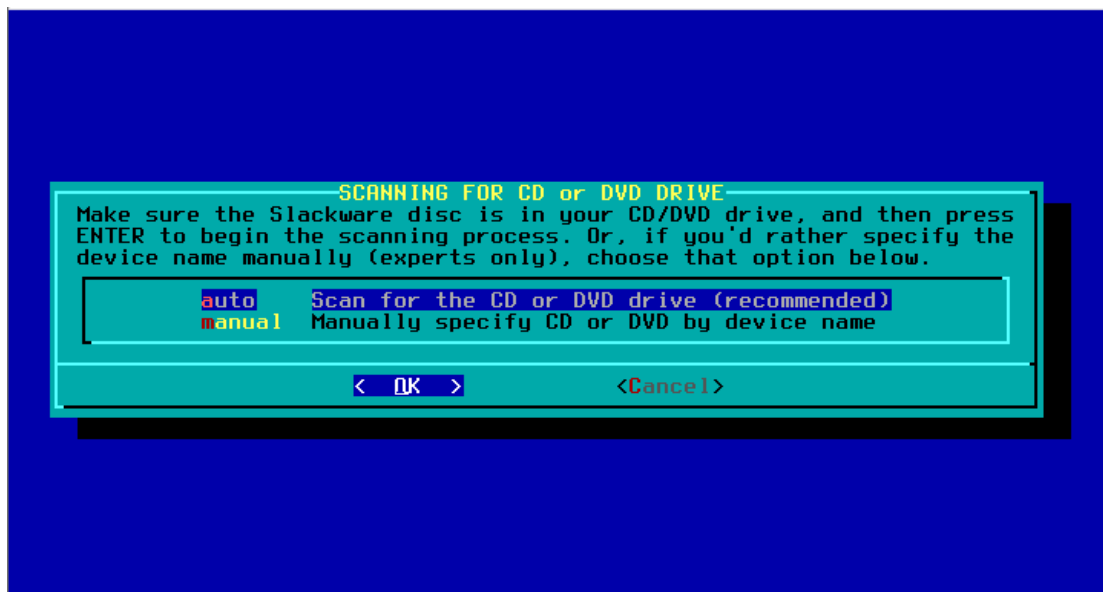 SCANNING FOR CD or DVD DRIVE
Make sure the Slackware disc is in your CD/DVD drive, and then press
ENTER to begin the scanning process. Or, if you'd rather specify the
device name manually (experts only), choose that option below.
auto Scan for the CD or DVD drive (recommended)
manual Manually specify CD or DVD by device name
< OK > <Cancel>